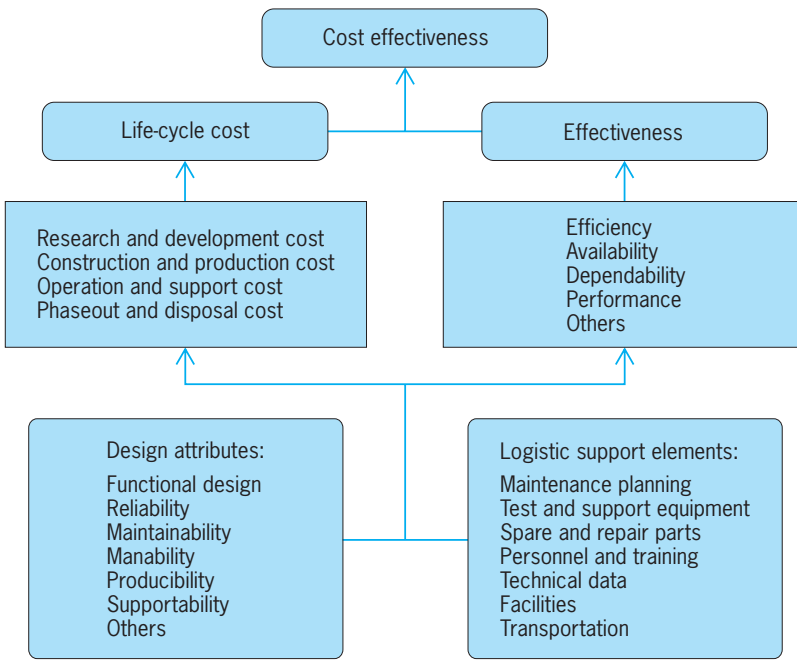 Cost effectiveness
Life-cycle cost
Effectiveness
Research and development cost
Construction and production cost
Operation and support cost
Phaseout and disposal cost
Efficiency
Availability
Dependability
Performance
Others
Design attributes:
Functional design
Reliability
Maintainability
Manability
Producibility
Supportability
Others
Logistic support elements:
Maintenance planning
Test and support equipment
Spare and repair parts
Personnel and training
Technical data
Facilities
Transportation